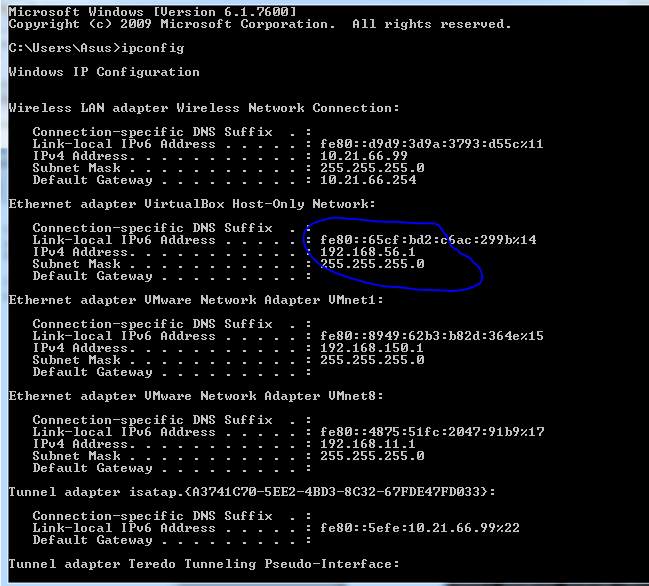 Microsoft Windows [Version 6.1.7600]
Copyright (c) 2009 Microsoft Corporation.  All rights reserved.
C:\Users\Asus>ipconfig
Windows IP Configuration
Wireless LAN adapter Wireless Network Connection:
   Connection-specific DNS Suffix  . :
   Link-local IPv6 Address . . . . . : fe80::d9d9:3d9a:3793:d55c%11
   IPv4 Address. . . . . . . . . . . : 10.21.66.99
   Subnet Mask . . . . . . . . . . . : 255.255.255.0
   Default Gateway . . . . . . . . . : 10.21.66.254
Ethernet adapter VirtualBox Host-Only Network:
   Connection-specific DNS Suffix  . :
   Link-local IPv6 Address . . . . . : fe80::65cf:bd2:c6ac:299b%14
   IPv4 Address. . . . . . . . . . . : 192.168.56.1
   Subnet Mask . . . . . . . . . . . : 255.255.255.0
   Default Gateway . . . . . . . . . :
Ethernet adapter VMware Network Adapter VMnet1:
   Connection-specific DNS Suffix  . :
   Link-local IPv6 Address . . . . . : fe80::8949:62b3:b82d:364e%15
   IPv4 Address. . . . . . . . . . . : 192.168.150.1
   Subnet Mask . . . . . . . . . . . : 255.255.255.0
   Default Gateway . . . . . . . . . :
Ethernet adapter VMware Network Adapter VMnet8:
   Connection-specific DNS Suffix  . :
   Link-local IPv6 Address . . . . . : fe80::4875:51fc:2047:91b9%17
   IPv4 Address. . . . . . . . . . . : 192.168.11.1
   Subnet Mask . . . . . . . . . . . : 255.255.255.0
   Default Gateway . . . . . . . . . :
Tunnel adapter isatap.{A3741C70-5EE2-4BD3-8C32-67FDE47FD033}:
   Connection-specific DNS Suffix  . :
   Link-local IPv6 Address . . . . . : fe80::5efe:10.21.66.99%22
   Default Gateway . . . . . . . . . :
Tunnel adapter Teredo Tunneling Pseudo-Interface: